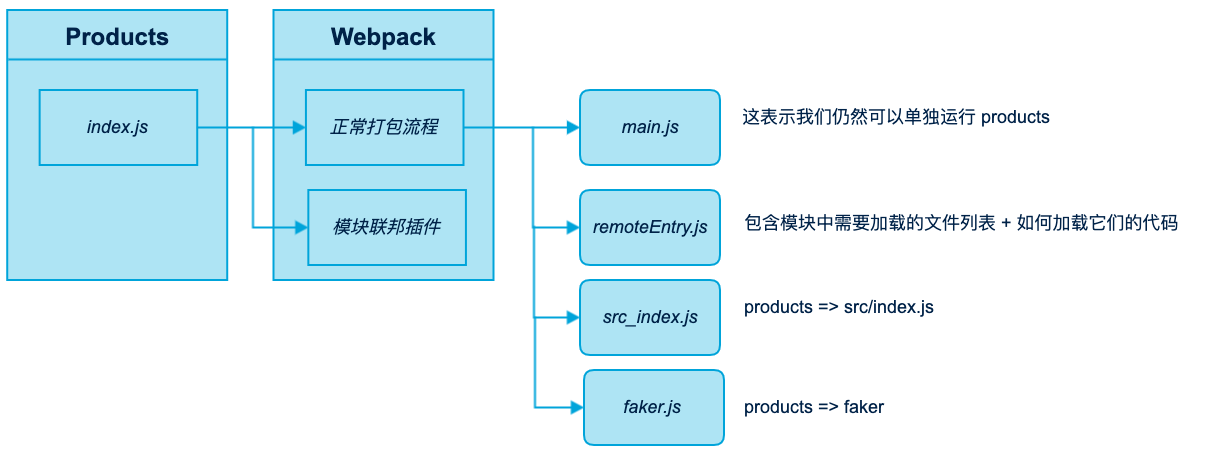 Products
Webpack
index.js
正常打包流程
main.js
这表示我们仍然可以单独运行 products
模块联邦插件
remoteEntry.js
包含模块中需要加载的文件列表 + 如何加载它们的代码
src_index.js
products => src/index.js
faker.js
products => faker